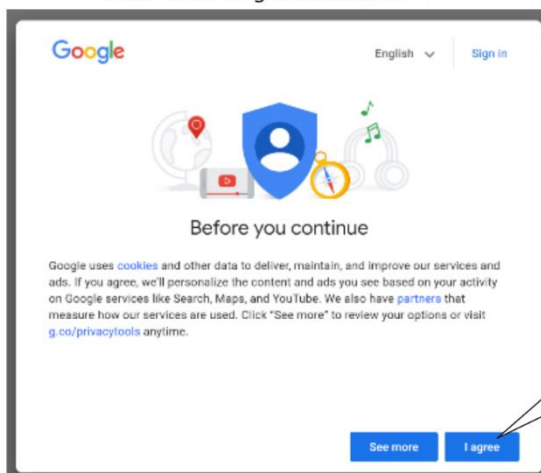 Google
English
Sign in
Before you continue
Google uses cookies and other data to deliver, maintain, and improve our services and
ads. If you agree, we'll personalize the content and ads you see based on your activity
on Google services like Search, Maps, and YouTube. We also have partners that
measure how our services are used. Click "See more" to review your options or visit
g.co/privacytools anytime.
See more
I agree